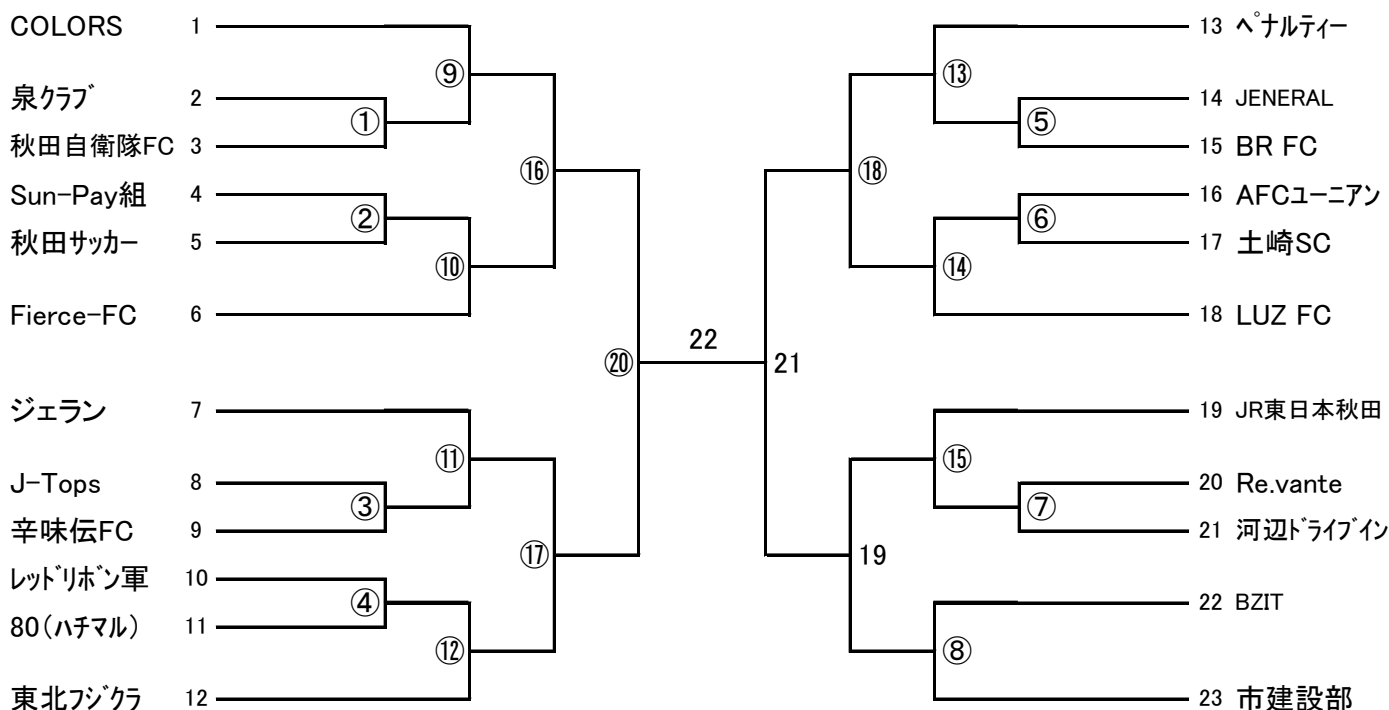 COLORS 1
⑨
泉クラブ 2
①
秋田自衛隊FC 3
⑯
Sun-Pay組 4
②
秋田サッカー 5
⑩
Fierce-FC 6
⑳
22
ジェラン 7
⑪
J-Tops 8
③
辛味伝FC 9
⑰
レッドリボン軍 10
④
80(ハチマル) 11
⑫
東北フジクラ 12
13 ペナルティー
⑬
14 JENERAL
⑤
15 BR FC
⑱
16 AFCユーニアン
⑥
17 土崎SC
⑭
18 LUZ FC
21
19 JR東日本秋田
⑮
20 Re.vante
⑦
21 河辺ドライブイン
19
22 BZIT
⑧
23 市建設部